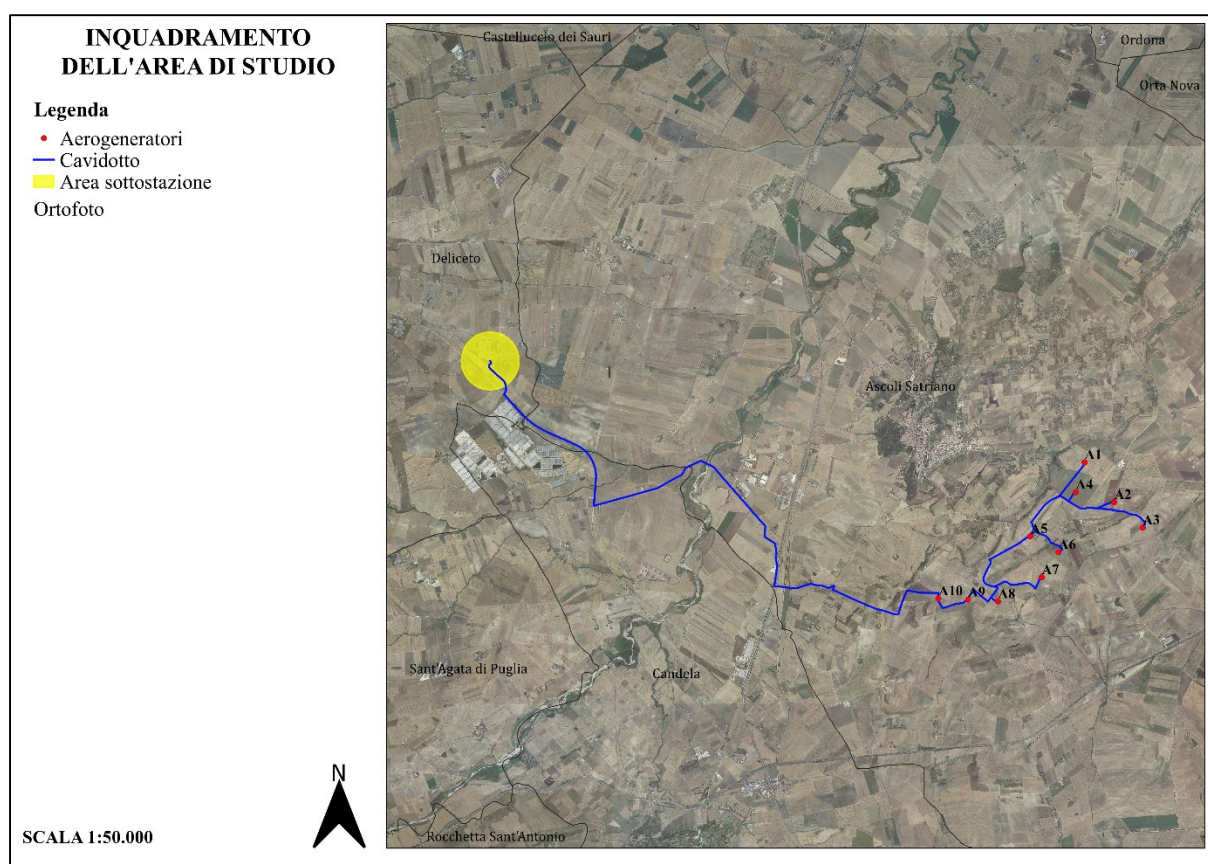 INQUADRAMENTO
DELL'AREA DI STUDIO
Legenda
Aerogeneratori
Cavidotto
Area sottostazione
Ortofoto
N
SCALA 1:50.000
Castelluccio dei Sauri
Ordona
Orta Nova
Deliceto
Ascoli Satriano
A1
A4
A2
A3
A5
A6
A7
A10
A9
A8
Sant'Agata di Puglia
Candela
Rocchetta Sant'Antonio